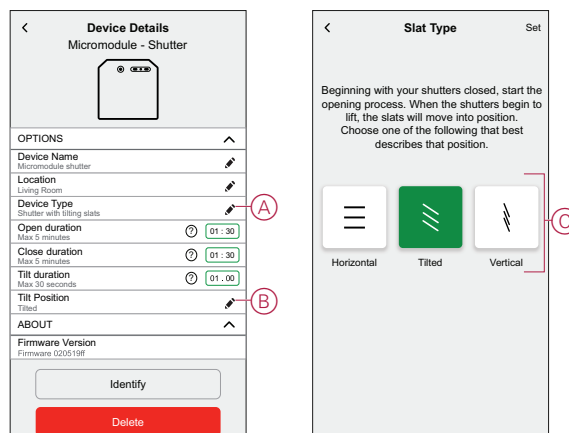 Device Details
Micromodule - Shutter
OPTIONS
Device Name
Micromodule shutter
Location
Living Room
Device Type
Shutter with tilting slats
A
Open duration
Max 5 minutes
? 01 : 30
Close duration
Max 5 minutes
? 01 : 30
Tilt duration
Max 30 seconds
? 01 . 00
Tilt Position
Tilted
B
ABOUT
Firmware Version
Firmware 020519ff
Identify
Delete
Slat Type Set
Beginning with your shutters closed, start the
opening process. When the shutters begin to
lift, the slats will move into position.
Choose one of the following that best
describes that position.
C
Horizontal Tilted Vertical